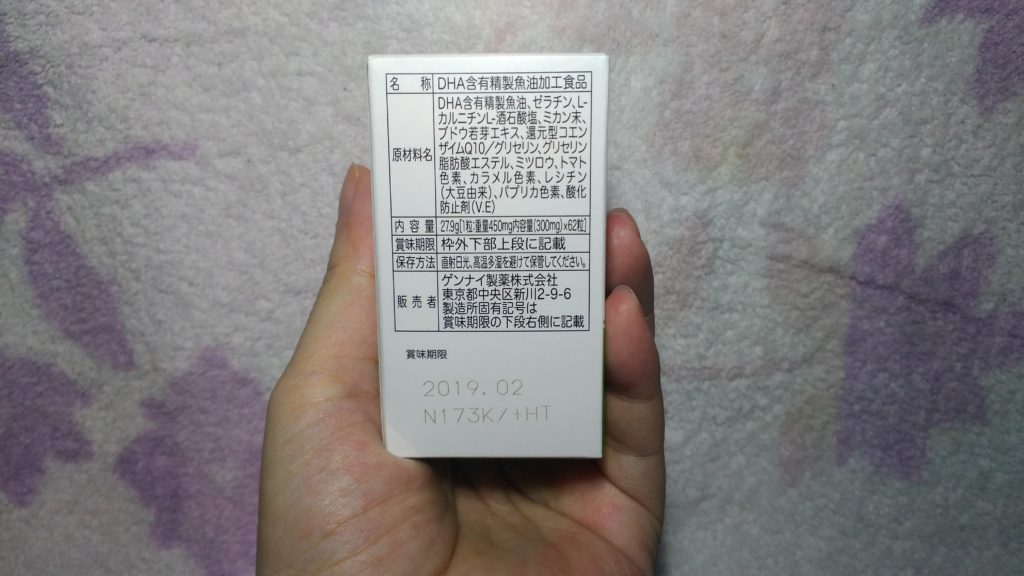 名 称 DHA含有精製魚油加工食品
原材料名 DHA含有精製魚油、ゼラチン、L-
カルニチンL-酒石酸塩、ミカン末、
ブドウ若芽エキス、還元型コエン
ザイムQ10／グリセリン、グリセリン
脂肪酸エステル、ミツロウ、トマト
色素、カラメル色素、レシチン
(大豆由来)、パプリカ色素、酸化
防止剤(V.E)
内 容 量 27.9g[1粒:重量450mg内容量(300mg)×62粒]
賞味期限 枠外下部上段に記載
保存方法 直射日光、高温多湿を避けて保管してください。
販 売 者 ゲンナイ製薬株式会社
東京都中央区新川2-9-6
製造所固有記号は
賞味期限の下段右側に記載
賞味期限
2019.02
N173K/+HT